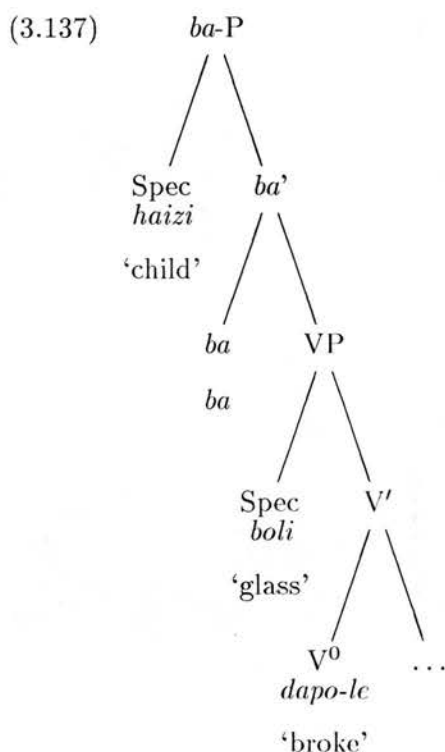 (3.137) ba-P
Spec ba’
haizi
‘child’
ba VP
ba
Spec V′
boli
‘glass’
V⁰ ...
dapo-le
‘broke’